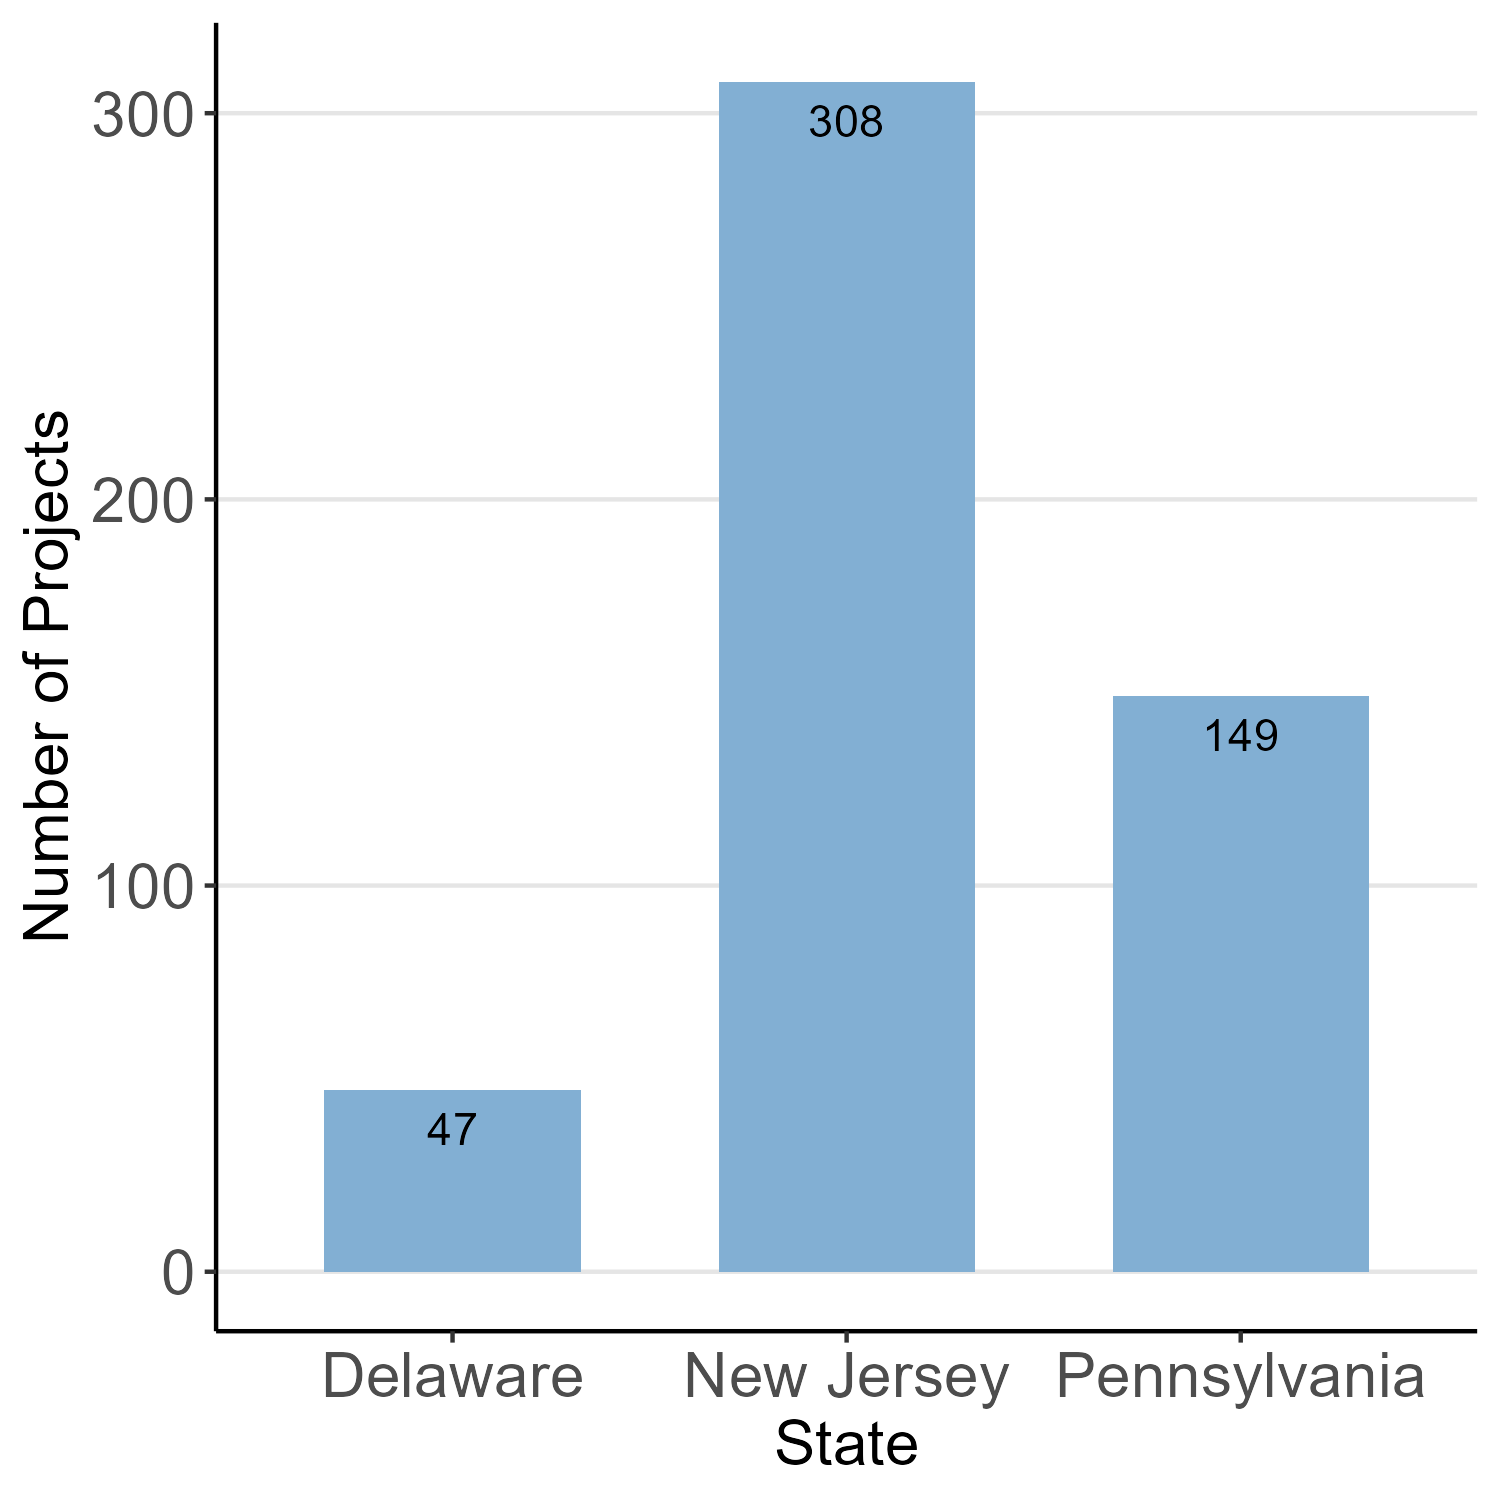 Number of Projects
300
200
100
0
308
149
47
Delaware
New Jersey
Pennsylvania
State